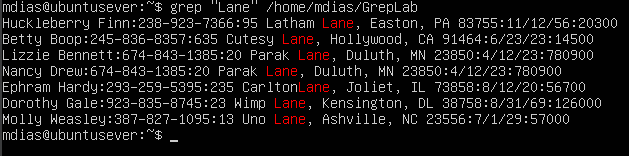 mdias@ubuntusever:~$ grep "Lane" /home/mdias/GrepLab
Huckleberry Finn:238-923-7366:95 Latham Lane, Easton, PA 83755:11/12/56:20300
Betty Boop:245-836-8357:635 Cutesy Lane, Hollywood, CA 91464:6/23/23:14500
Lizzie Bennett:674-843-1385:20 Parak Lane, Duluth, MN 23850:4/12/23:780900
Nancy Drew:674-843-1385:20 Parak Lane, Duluth, MN 23850:4/12/23:780900
Ephram Hardy:293-259-5395:235 CarltonLane, Joliet, IL 73858:8/12/20:56700
Dorothy Gale:923-835-8745:23 Wimp Lane, Kensington, DL 38758:8/31/69:126000
Molly Weasley:387-827-1095:13 Uno Lane, Ashville, NC 23556:7/1/29:57000
mdias@ubuntusever:~$ _